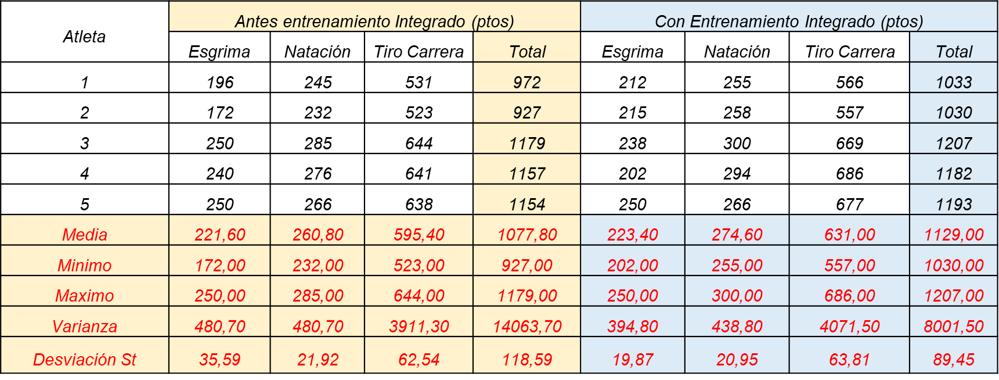 Atleta Antes entrenamiento Integrado (ptos) Con Entrenamiento Integrado (ptos)
Esgrima Natación Tiro Carrera Total Esgrima Natación Tiro Carrera Total
1 196 245 531 972 212 255 566 1033
2 172 232 523 927 215 258 557 1030
3 250 285 644 1179 238 300 669 1207
4 240 276 641 1157 202 294 686 1182
5 250 266 638 1154 250 266 677 1193
Media 221,60 260,80 595,40 1077,80 223,40 274,60 631,00 1129,00
Minimo 172,00 232,00 523,00 927,00 202,00 255,00 557,00 1030,00
Maximo 250,00 285,00 644,00 1179,00 250,00 300,00 686,00 1207,00
Varianza 480,70 480,70 3911,30 14063,70 394,80 438,80 4071,50 8001,50
Desviación St 35,59 21,92 62,54 118,59 19,87 20,95 63,81 89,45